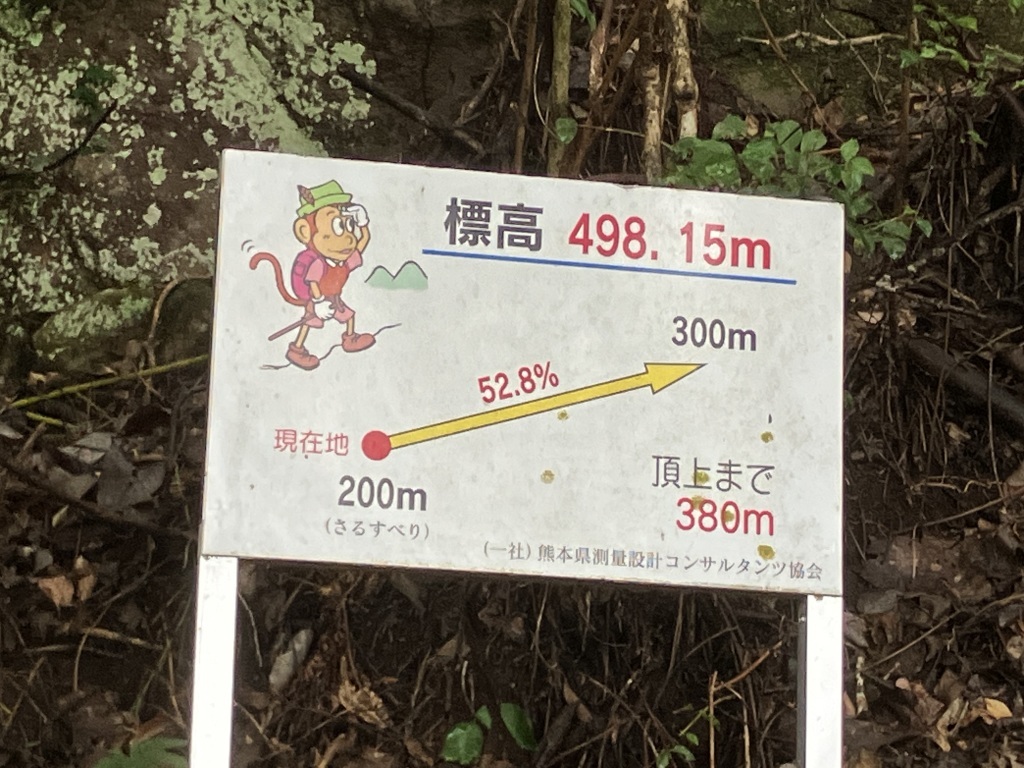 標高 498.15m
300m
52.8%
現在地
200m
(さるすべり)
頂上まで
380m
(一社)熊本県測量設計コンサルタンツ協会